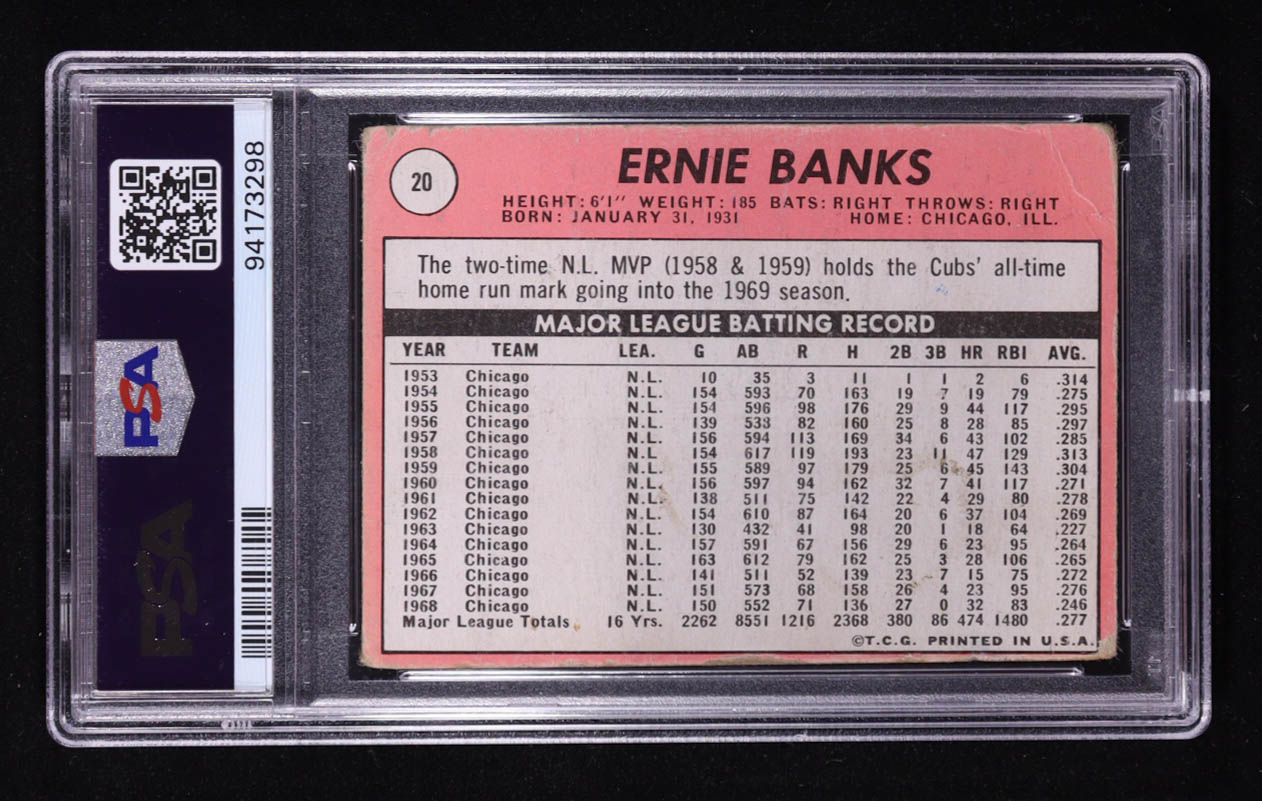 94173298
PSA
PSA
20
ERNIE BANKS
HEIGHT: 6'1" WEIGHT: 185 BATS: RIGHT THROWS: RIGHT
BORN: JANUARY 31, 1931 HOME: CHICAGO, ILL.
The two-time N.L. MVP (1958 & 1959) holds the Cubs' all-time
home run mark going into the 1969 season.
MAJOR LEAGUE BATTING RECORD
YEAR TEAM LEA. G AB R H 2B 3B HR RBI AVG.
1953 Chicago N.L. 10 35 3 11 1 1 2 6 .314
1954 Chicago N.L. 154 593 70 163 19 7 19 79 .275
1955 Chicago N.L. 154 596 98 176 29 9 44 117 .295
1956 Chicago N.L. 139 538 82 160 25 8 28 85 .297
1957 Chicago N.L. 156 594 113 169 34 6 43 102 .285
1958 Chicago N.L. 154 617 119 193 23 11 47 129 .313
1959 Chicago N.L. 155 589 97 179 25 6 45 143 .304
1960 Chicago N.L. 156 597 94 162 32 7 41 117 .271
1961 Chicago N.L. 138 511 75 142 22 4 29 80 .278
1962 Chicago N.L. 154 610 87 164 20 6 37 104 .269
1963 Chicago N.L. 130 432 41 98 20 1 18 64 .227
1964 Chicago N.L. 157 591 67 156 29 6 23 95 .264
1965 Chicago N.L. 163 612 79 162 25 3 28 106 .265
1966 Chicago N.L. 141 511 52 139 23 7 15 75 .272
1967 Chicago N.L. 151 573 68 158 26 4 23 95 .276
1968 Chicago N.L. 150 552 71 136 27 0 32 83 .246
Major League Totals 16 Yrs. 2262 8551 1216 2368 380 86 474 1480 .277
©T.C.G. PRINTED IN U.S.A.